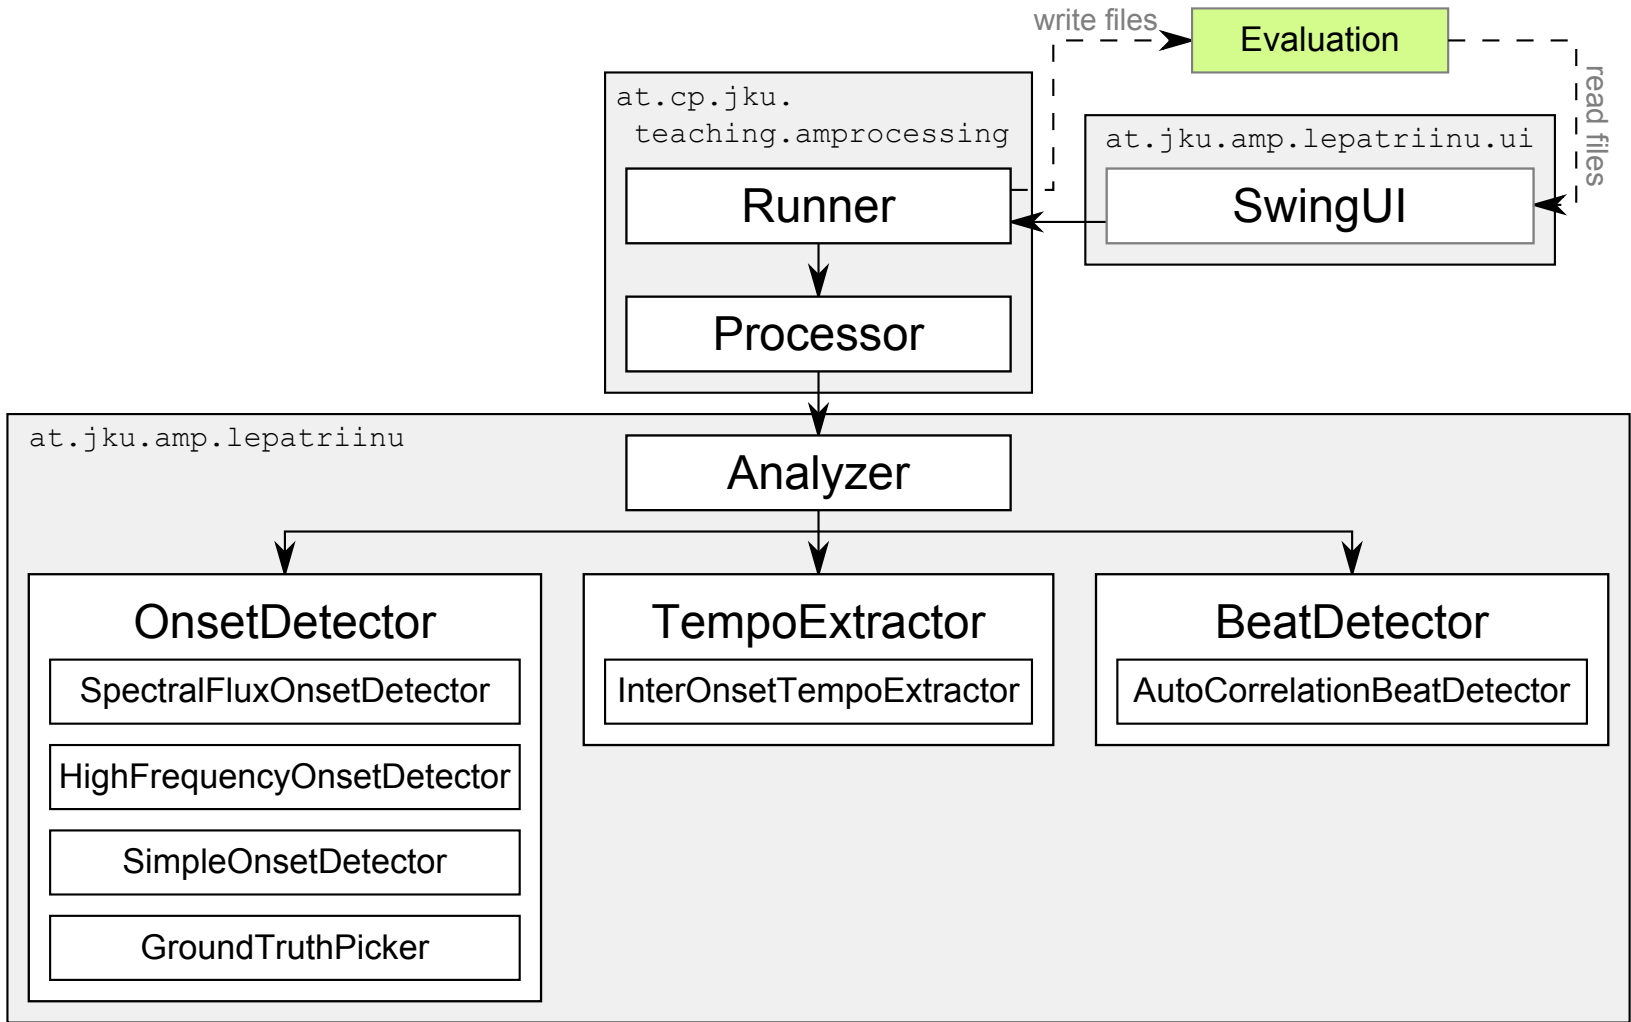 write files
Evaluation
read files
at.cp.jku.
teaching.amprocessing
at.jku.amp.lepatriinu.ui
Runner
SwingUI
Processor
at.jku.amp.lepatriinu
Analyzer
OnsetDetector
SpectralFluxOnsetDetector
HighFrequencyOnsetDetector
SimpleOnsetDetector
GroundTruthPicker
TempoExtractor
InterOnsetTempoExtractor
BeatDetector
AutoCorrelationBeatDetector